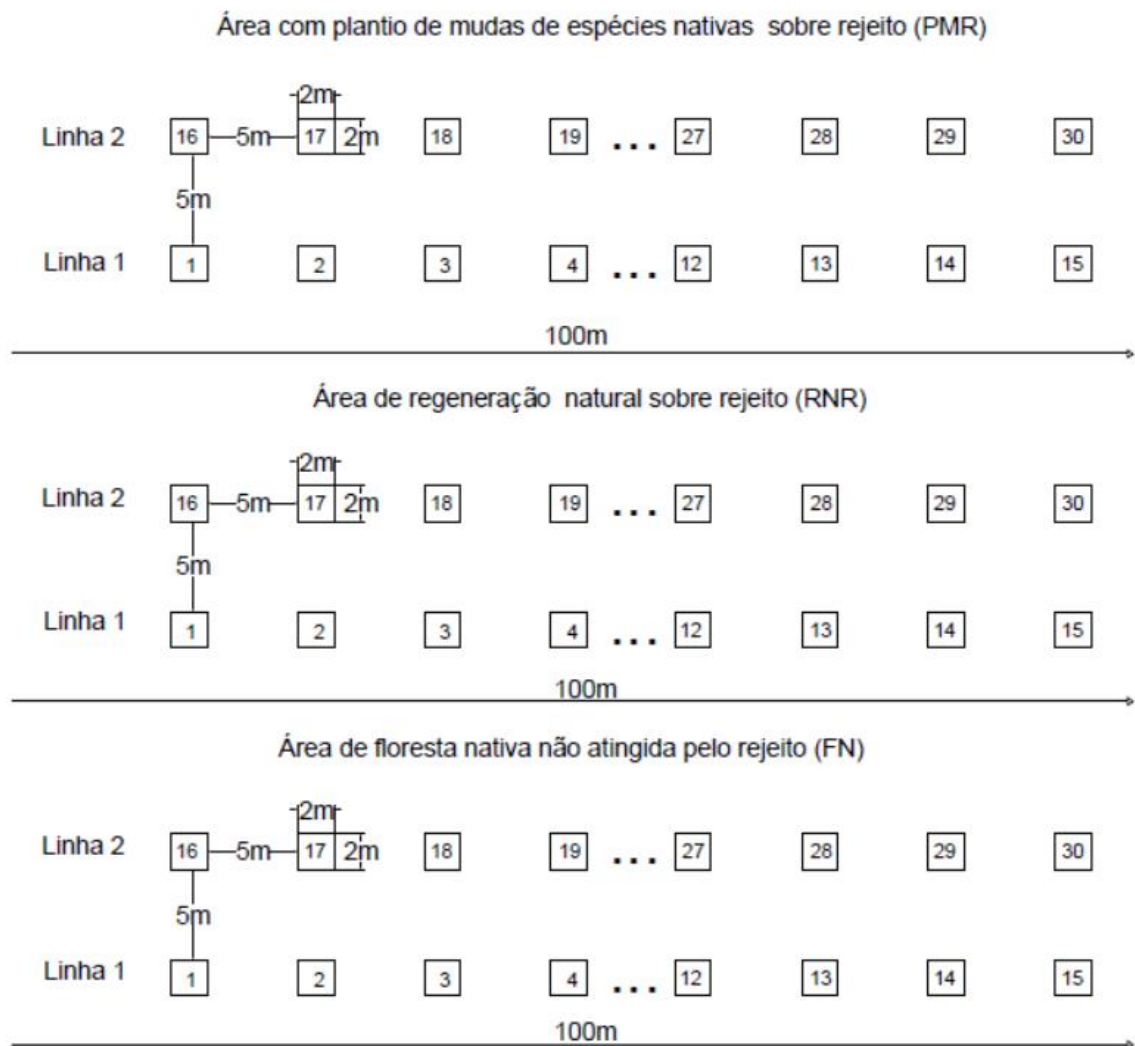 Área com plantio de mudas de espécies nativas sobre rejeito (PMR)
2m
Linha 2 16 5m 17 2m 18 19 ... 27 28 29 30
5m
Linha 1 1 2 3 4 ... 12 13 14 15
100m
Área de regeneração natural sobre rejeito (RNR)
2m
Linha 2 16 5m 17 2m 18 19 ... 27 28 29 30
5m
Linha 1 1 2 3 4 ... 12 13 14 15
100m
Área de floresta nativa não atingida pelo rejeito (FN)
2m
Linha 2 16 5m 17 2m 18 19 ... 27 28 29 30
5m
Linha 1 1 2 3 4 ... 12 13 14 15
100m